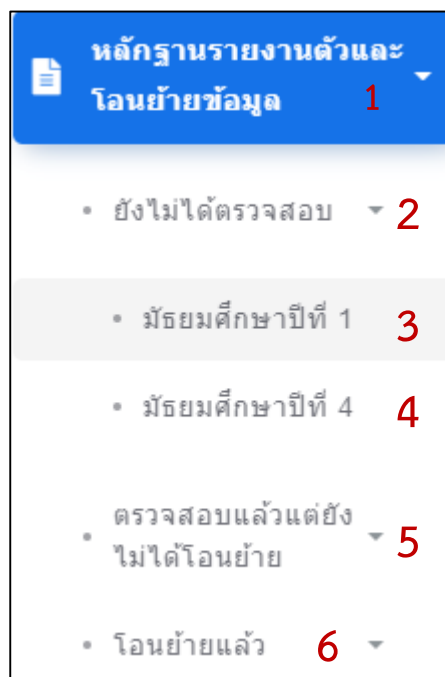 หลักฐานรายงานตัวและ
โอนย้ายข้อมูล 1
ยังไม่ได้ตรวจสอบ 2
มัธยมศึกษาปีที่ 1 3
มัธยมศึกษาปีที่ 4 4
ตรวจสอบแล้วแต่ยัง
ไม่ได้โอนย้าย 5
โอนย้ายแล้ว 6